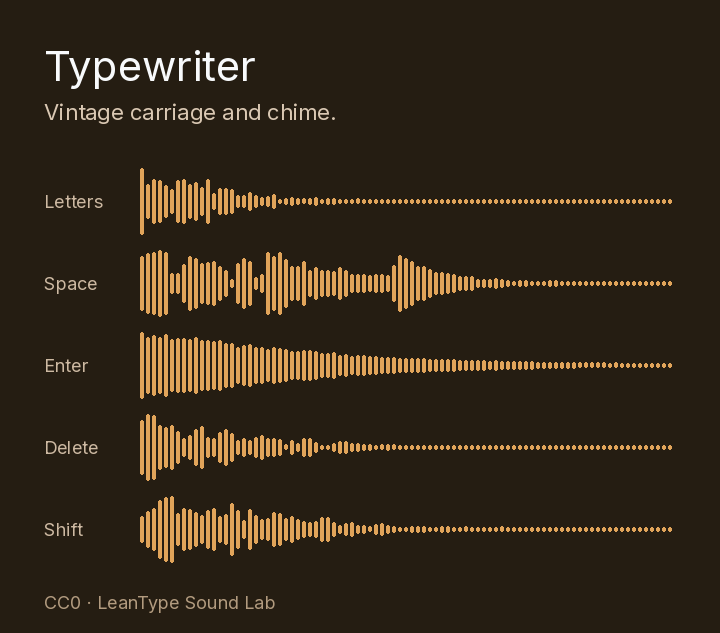 Typewriter
Vintage carriage and chime.
Letters
Space
Enter
Delete
Shift
CC0 · LeanType Sound Lab